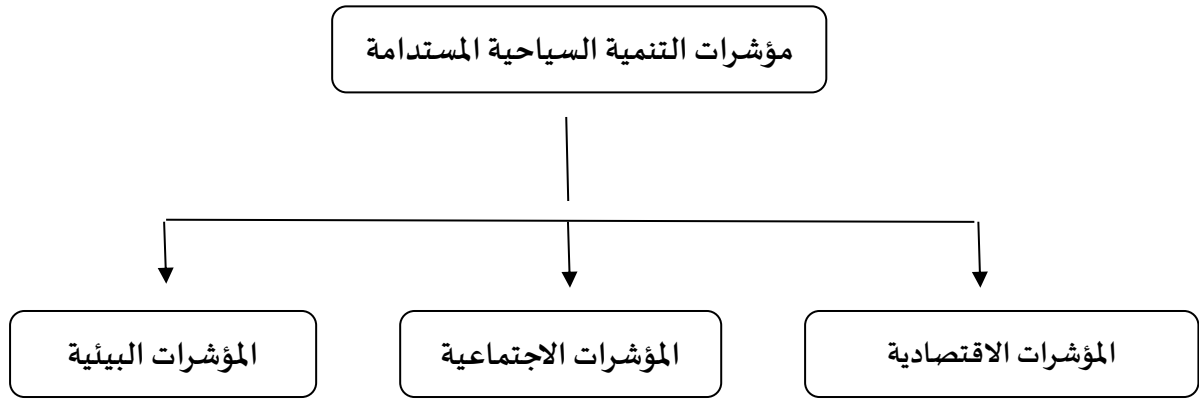 مؤشرات التنمية السياحية المستدامة
المؤشرات الاقتصادية
المؤشرات الاجتماعية
المؤشرات البيئية